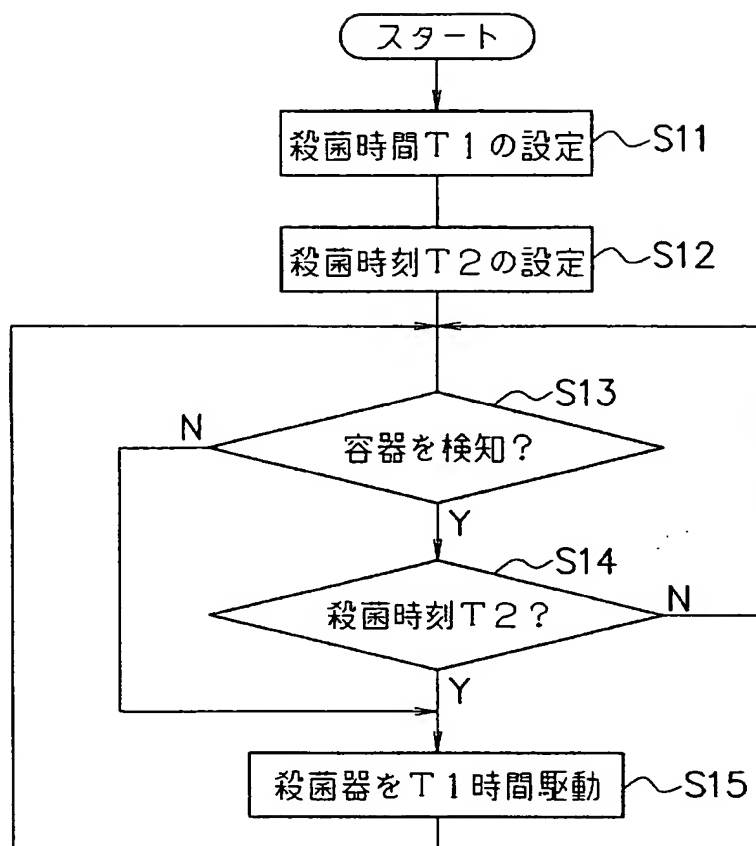 スタート
殺菌時間T1の設定
S11
殺菌時刻T2の設定
S12
S13
N
容器を検知?
Y
S14
殺菌時刻T2?
N
Y
殺菌器をT1時間駆動
S15